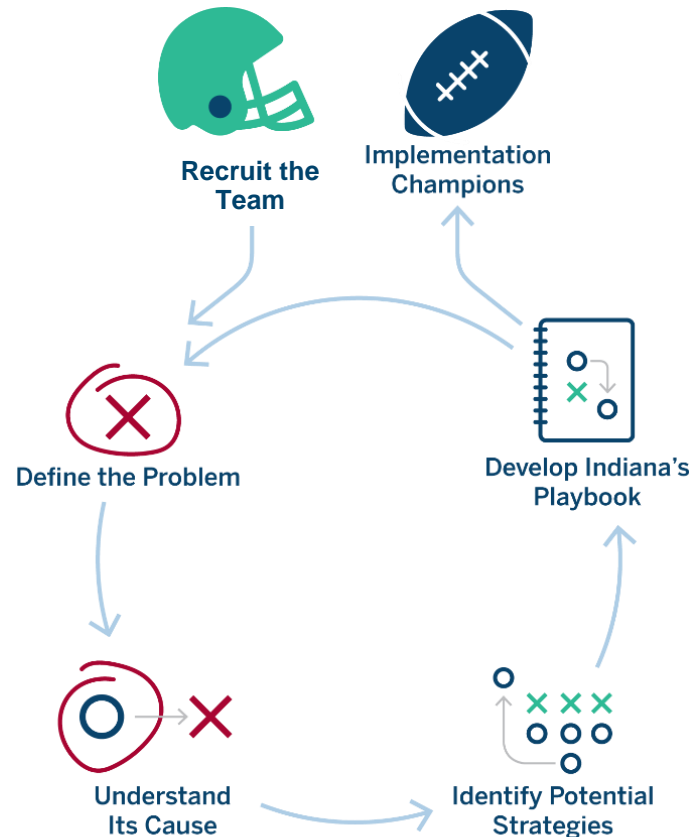 Recruit the
Team
Implementation
Champions
Define the Problem
Develop Indiana’s
Playbook
Understand
Its Cause
Identify Potential
Strategies